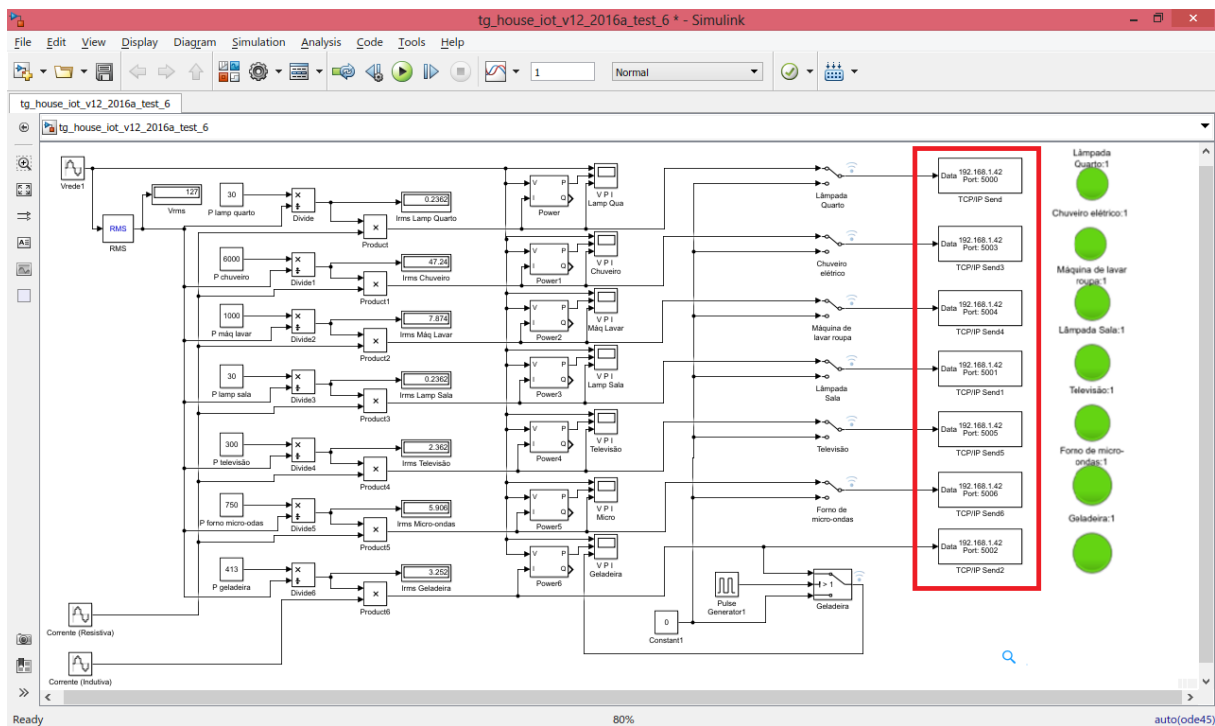 tg_house_iot_v12_2016a_test_6 * - Simulink
File Edit View Display Diagram Simulation Analysis Code Tools Help
1
Normal
tg_house_iot_v12_2016a_test_6
tg_house_iot_v12_2016a_test_6
Vrede1
127
Vrms
RMS
RMS
30
P lamp quarto
Divide
Product
0.2362
Irms Lamp Quarto
V P
I Q
Power
V P I
Lamp Qua
Lâmpada
Quarto
Data 192.168.1.42
Port: 5000
TCP/IP Send
Lâmpada
Quarto:1
6000
P chuveiro
Divide1
Product1
47.24
Irms Chuveiro
V P
I Q
Power1
V P I
Chuveiro
Chuveiro
elétrico
Data 192.168.1.42
Port: 5003
TCP/IP Send3
Chuveiro elétrico:1
1000
P máq lavar
Divide2
Product2
7.874
Irms Máq Lavar
V P
I Q
Power2
V P I
Máq Lavar
Máquina de
lavar roupa
Data 192.168.1.42
Port: 5004
TCP/IP Send4
Máquina de lavar
roupa:1
30
P lamp sala
Divide3
Product3
0.2362
Irms Lamp Sala
V P
I Q
Power3
V P I
Lamp Sala
Lâmpada
Sala
Data 192.168.1.42
Port: 5001
TCP/IP Send1
Lâmpada Sala:1
300
P televisão
Divide4
Product4
2.362
Irms Televisão
V P
I Q
Power4
V P I
Televisão
Televisão
Data 192.168.1.42
Port: 5005
TCP/IP Send5
Televisão:1
750
P forno micro-odas
Divide5
Product5
5.906
Irms Micro-ondas
V P
I Q
Power5
V P I
Micro
Forno de
micro-ondas
Data 192.168.1.42
Port: 5006
TCP/IP Send6
Forno de micro-
ondas:1
413
P geladeira
Divide6
Product6
3.252
Irms Geladeira
V P
I Q
Power6
V P I
Geladeira
Data 192.168.1.42
Port: 5002
TCP/IP Send2
Geladeira:1
Pulse
Generator1
> 1
Geladeira
0
Constant1
Corrente (Resistiva)
Corrente (Indutiva)
Ready
80%
auto(ode45)